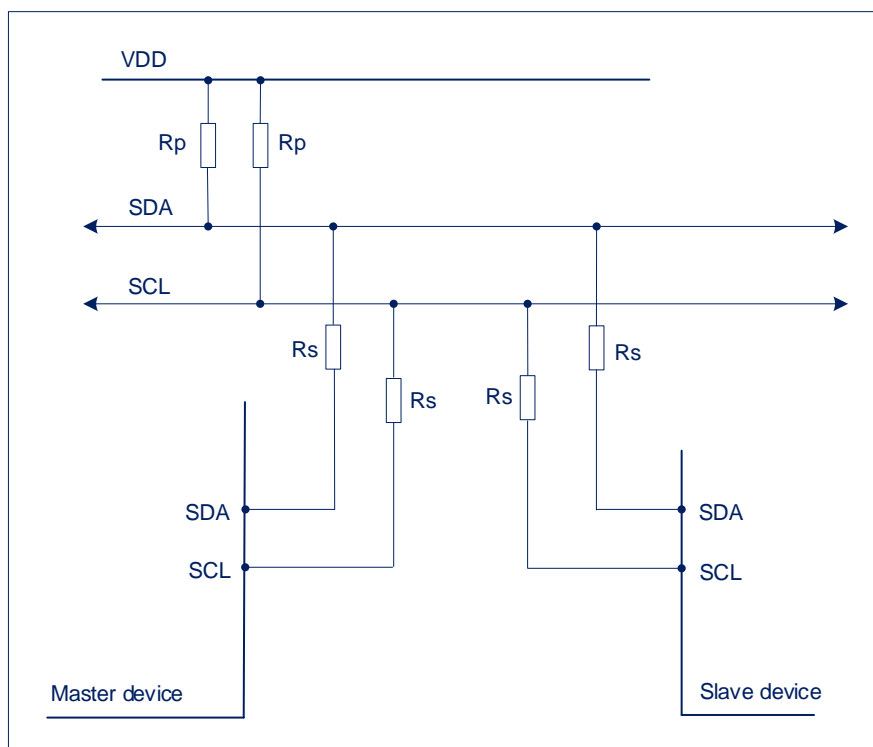 VDD
Rp
Rp
SDA
SCL
Rs
Rs
Rs
Rs
SDA
SDA
SCL
SCL
Master device
Slave device